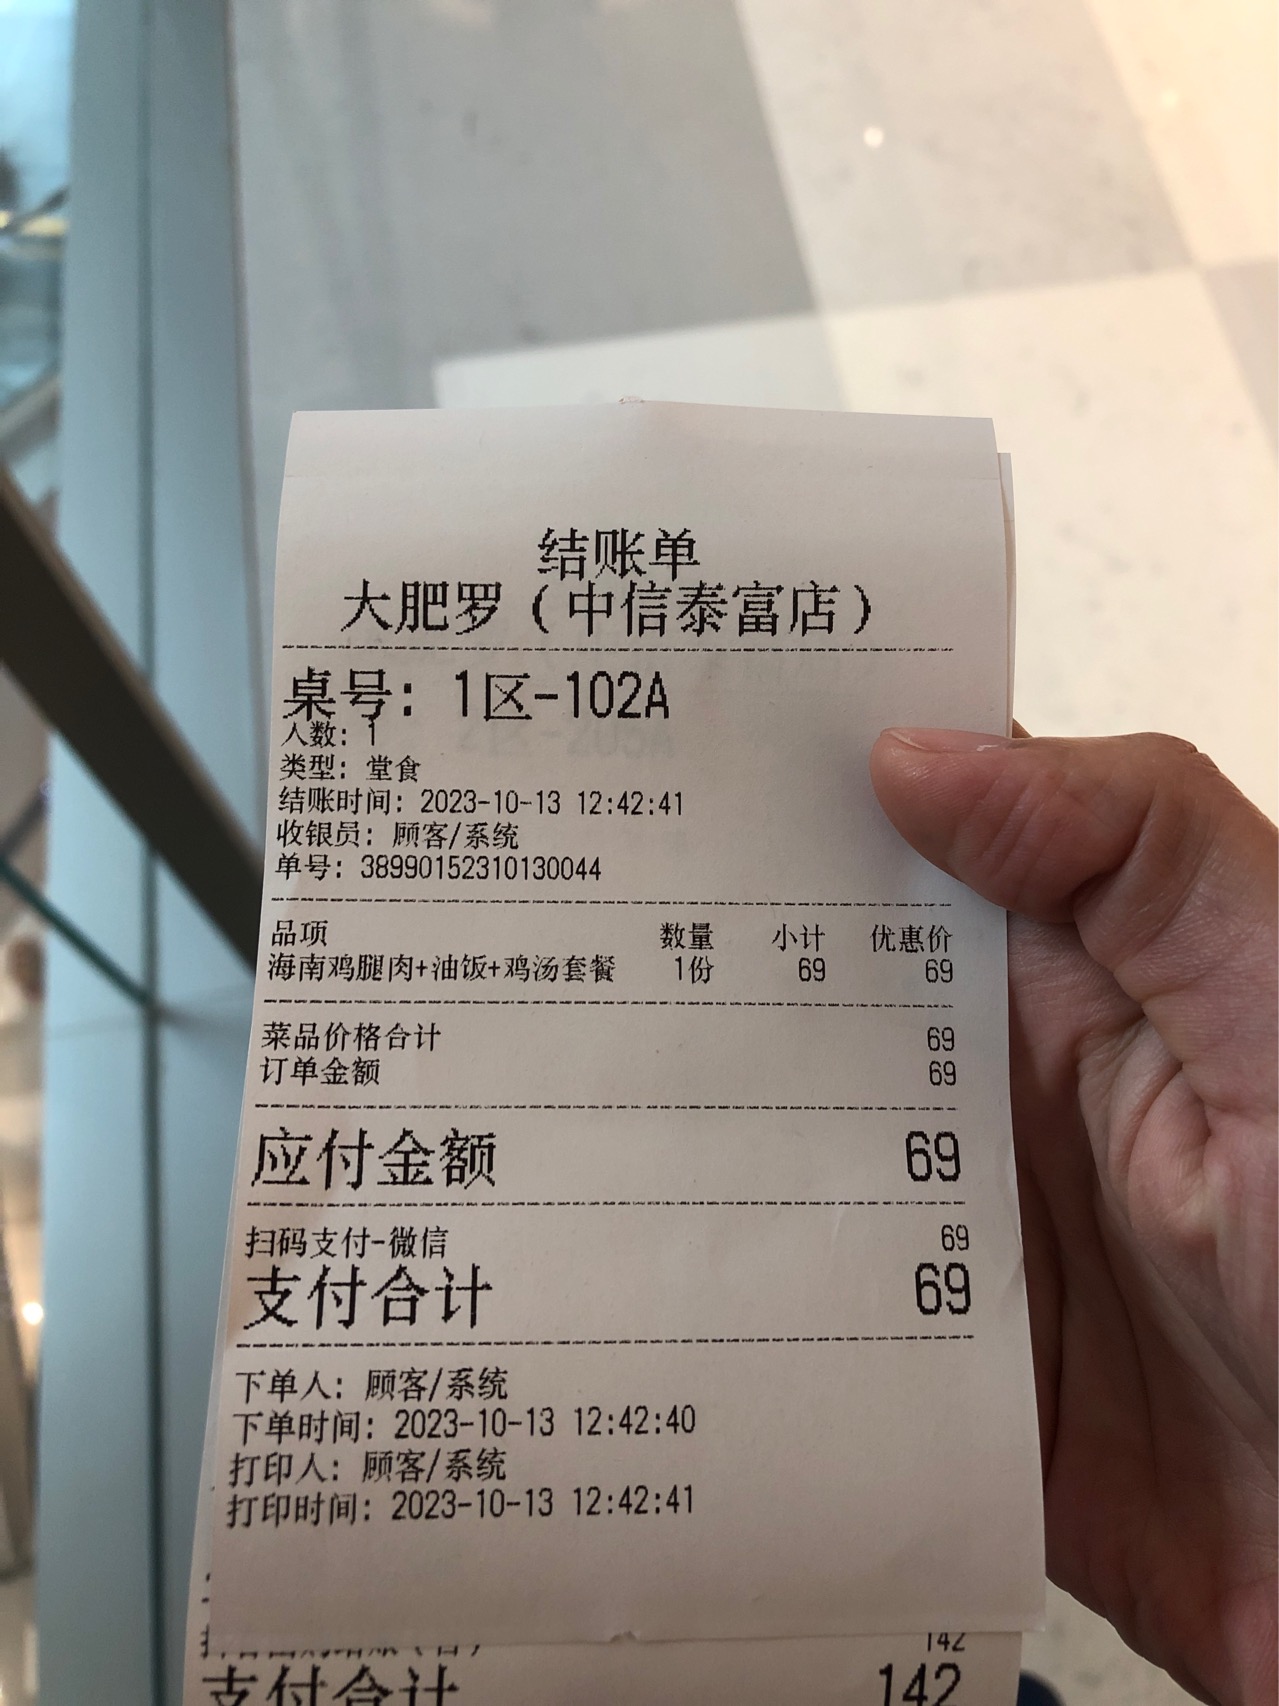 结账单
大肥罗（中信泰富店）
桌号：1区-102A
人数：1
类型：堂食
结账时间：2023-10-13 12:42:41
收银员：顾客/系统
单号：38990152310130044
品项 数量 小计 优惠价
海南鸡腿肉+油饭+鸡汤套餐 1份 69 69
菜品价格合计 69
订单金额 69
应付金额 69
扫码支付-微信 69
支付合计 69
下单人：顾客/系统
下单时间：2023-10-13 12:42:40
打印人：顾客/系统
打印时间：2023-10-13 12:42:41
142
支付合计 142